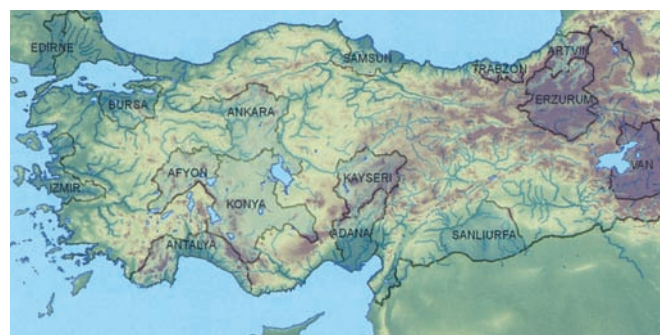 EDIRNE
SAMSUN
ARTVIN
TRABZON
BURSA
ANKARA
ERZURUM
VAN
AFYON
KAYSERI
IZMIR
KONYA
ADANA
SANLIURFA
ANTALYA